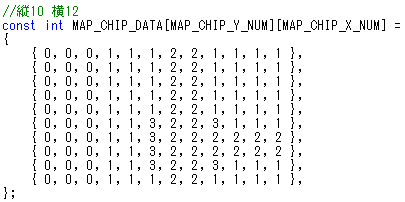 //縦10 横12
const int MAP_CHIP_DATA[MAP_CHIP_Y_NUM][MAP_CHIP_X_NUM] =
{
{ 0, 0, 0, 1, 1, 1, 2, 2, 1, 1, 1, 1 },
{ 0, 0, 0, 1, 1, 1, 2, 2, 1, 1, 1, 1 },
{ 0, 0, 0, 1, 1, 1, 2, 2, 1, 1, 1, 1 },
{ 0, 0, 0, 1, 1, 1, 2, 2, 1, 1, 1, 1 },
{ 0, 0, 0, 1, 1, 1, 2, 2, 1, 1, 1, 1 },
{ 0, 0, 0, 1, 1, 3, 2, 2, 3, 1, 1, 1 },
{ 0, 0, 0, 1, 1, 3, 2, 2, 2, 2, 2, 2 },
{ 0, 0, 0, 1, 1, 3, 2, 2, 2, 2, 2, 2 },
{ 0, 0, 0, 1, 1, 3, 2, 2, 3, 1, 1, 1 },
{ 0, 0, 0, 1, 1, 1, 2, 2, 1, 1, 1, 1 },
};